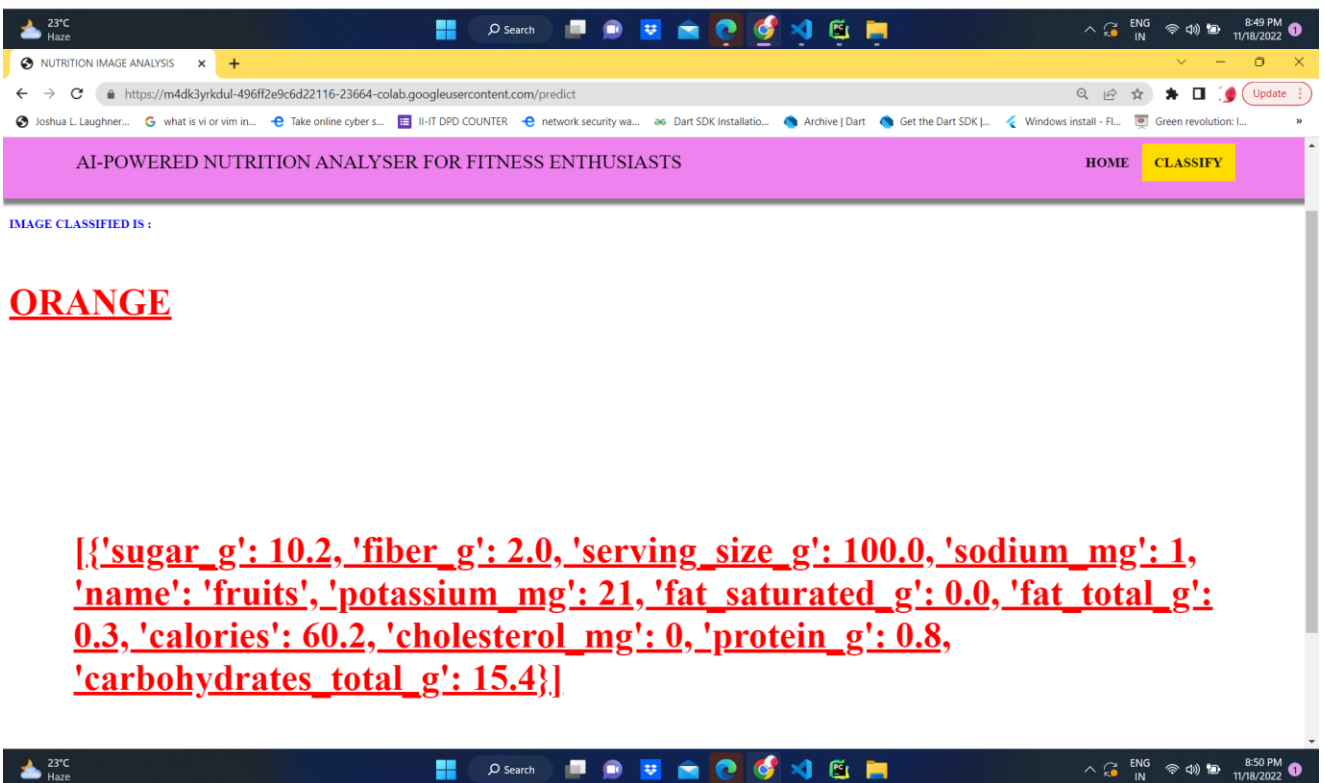 23°C
Haze
Search
ENG
IN
8:49 PM
11/18/2022
1
NUTRITION IMAGE ANALYSIS
https://m4dk3yrkdul-496ff2e9c6d22116-23664-colab.googleusercontent.com/predict
Update
Joshua L. Laughner... what is vi or vim in... Take online cyber s... II-IT DPD COUNTER network security wa... Dart SDK Installatio... Archive | Dart Get the Dart SDK |... Windows install - Fl... Green revolution: I... »
AI-POWERED NUTRITION ANALYSER FOR FITNESS ENTHUSIASTS HOME CLASSIFY
IMAGE CLASSIFIED IS :
ORANGE
[{'sugar_g': 10.2, 'fiber_g': 2.0, 'serving_size_g': 100.0, 'sodium_mg': 1,
'name': 'fruits', 'potassium_mg': 21, 'fat_saturated_g': 0.0, 'fat_total_g':
0.3, 'calories': 60.2, 'cholesterol_mg': 0, 'protein_g': 0.8,
'carbohydrates_total_g': 15.4}]
23°C
Haze
Search
ENG
IN
8:50 PM
11/18/2022
1